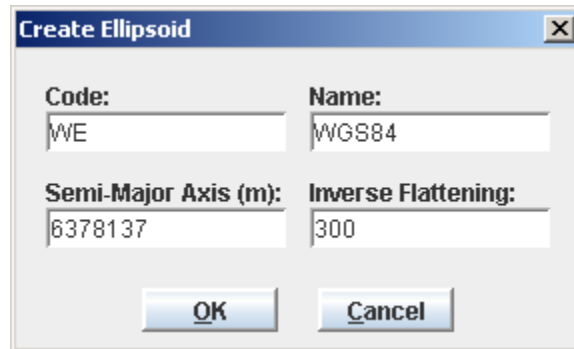 Create Ellipsoid
Code: Name:
WE WGS84
Semi-Major Axis (m): Inverse Flattening:
6378137 300
OK Cancel